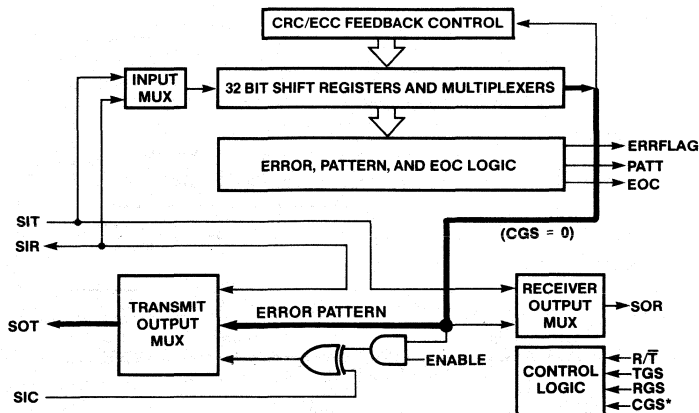 CRC/ECC FEEDBACK CONTROL
INPUT
MUX
32 BIT SHIFT REGISTERS AND MULTIPLEXERS
ERROR, PATTERN, AND EOC LOGIC
ERRFLAG
PATT
EOC
SIT
(CGS = 0)
SIR
TRANSMIT
OUTPUT
MUX
ERROR PATTERN
RECEIVER
OUTPUT
MUX
SOR
SOT
ENABLE
CONTROL
LOGIC
R/T̅
TGS
RGS
CGS*
SIC